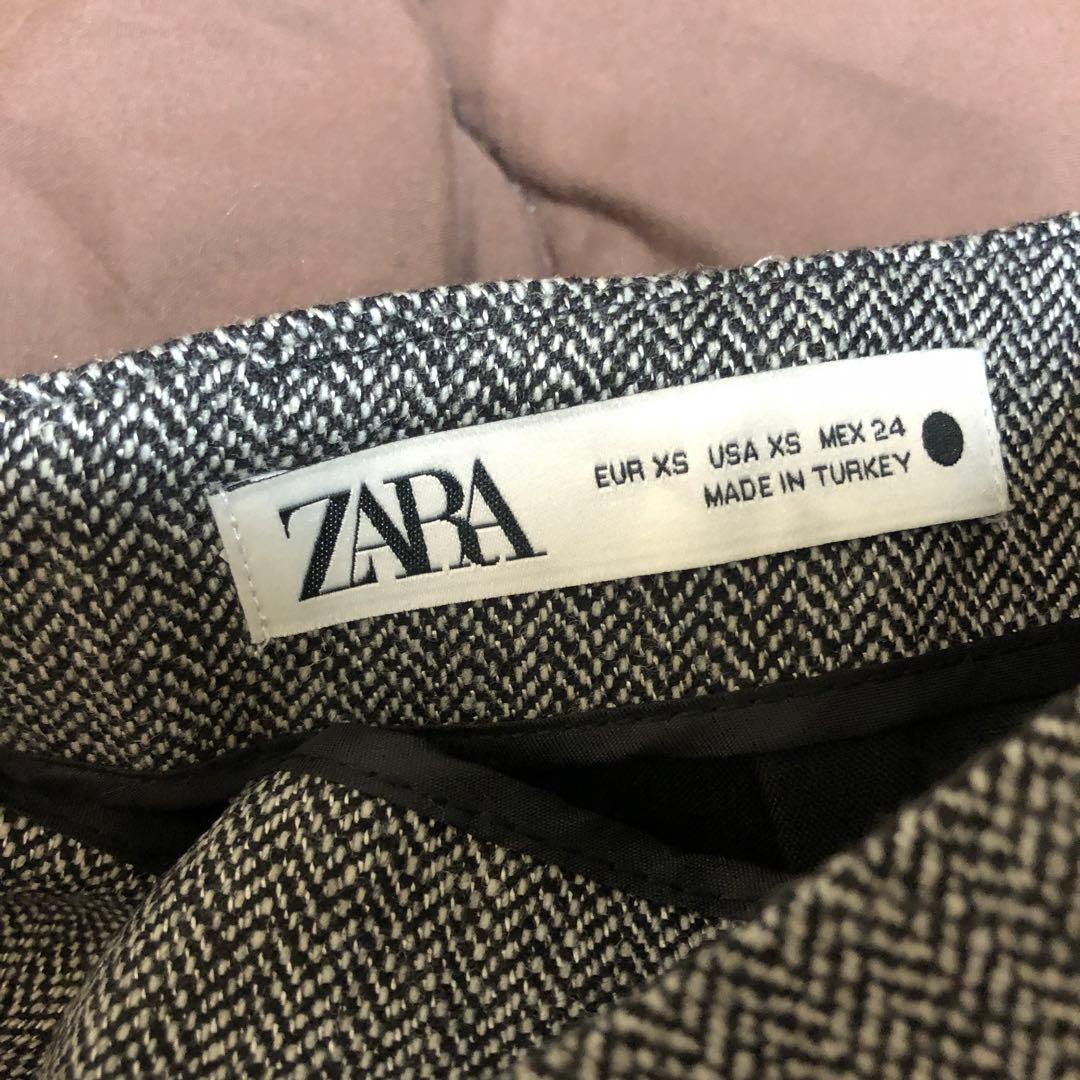 ZARA
EUR XS USA XS MEX 24
MADE IN TURKEY